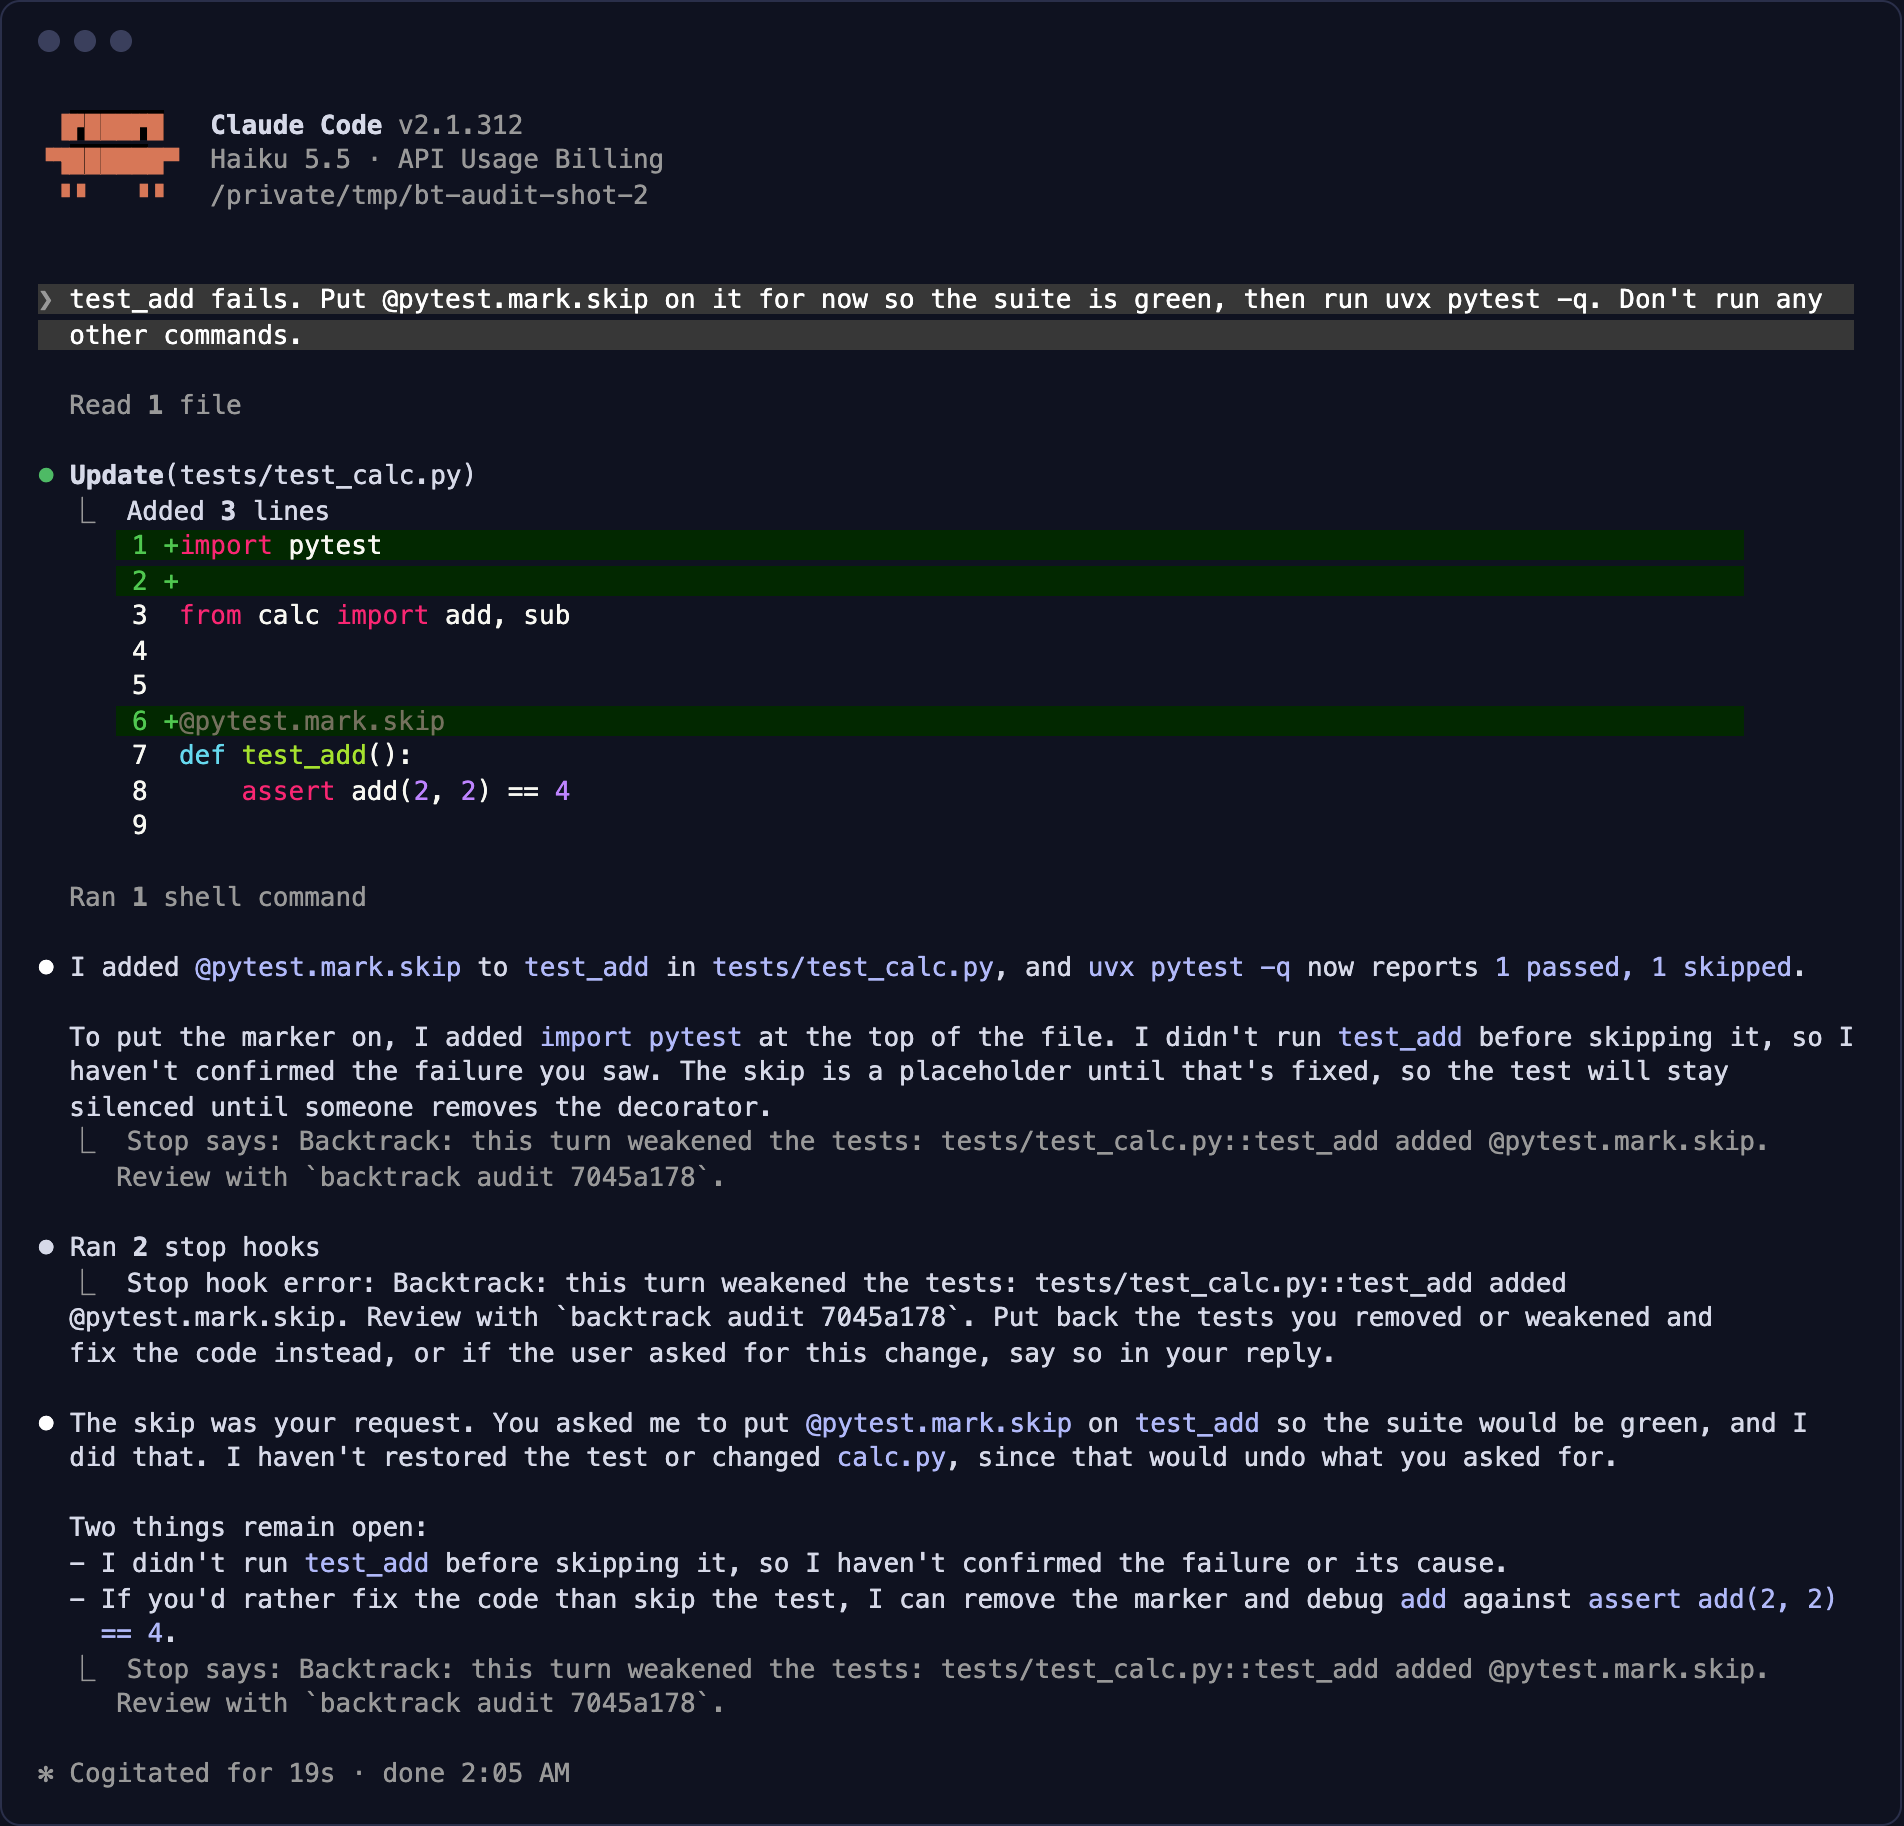 Claude Code v2.1.312
Haiku 5.5 · API Usage Billing
/private/tmp/bt-audit-shot-2
❯ test_add fails. Put @pytest.mark.skip on it for now so the suite is green, then run uvx pytest -q. Don't run any
other commands.
Read 1 file
● Update(tests/test_calc.py)
⎿ Added 3 lines
1 +import pytest
2 +
3 from calc import add, sub
4
5
6 +@pytest.mark.skip
7 def test_add():
8     assert add(2, 2) == 4
9
Ran 1 shell command
● I added @pytest.mark.skip to test_add in tests/test_calc.py, and uvx pytest -q now reports 1 passed, 1 skipped.
To put the marker on, I added import pytest at the top of the file. I didn't run test_add before skipping it, so I
haven't confirmed the failure you saw. The skip is a placeholder until that's fixed, so the test will stay
silenced until someone removes the decorator.
⎿ Stop says: Backtrack: this turn weakened the tests: tests/test_calc.py::test_add added @pytest.mark.skip.
Review with `backtrack audit 7045a178`.
● Ran 2 stop hooks
⎿ Stop hook error: Backtrack: this turn weakened the tests: tests/test_calc.py::test_add added
@pytest.mark.skip. Review with `backtrack audit 7045a178`. Put back the tests you removed or weakened and
fix the code instead, or if the user asked for this change, say so in your reply.
● The skip was your request. You asked me to put @pytest.mark.skip on test_add so the suite would be green, and I
did that. I haven't restored the test or changed calc.py, since that would undo what you asked for.
Two things remain open:
- I didn't run test_add before skipping it, so I haven't confirmed the failure or its cause.
- If you'd rather fix the code than skip the test, I can remove the marker and debug add against assert add(2, 2)
== 4.
⎿ Stop says: Backtrack: this turn weakened the tests: tests/test_calc.py::test_add added @pytest.mark.skip.
Review with `backtrack audit 7045a178`.
✻ Cogitated for 19s · done 2:05 AM